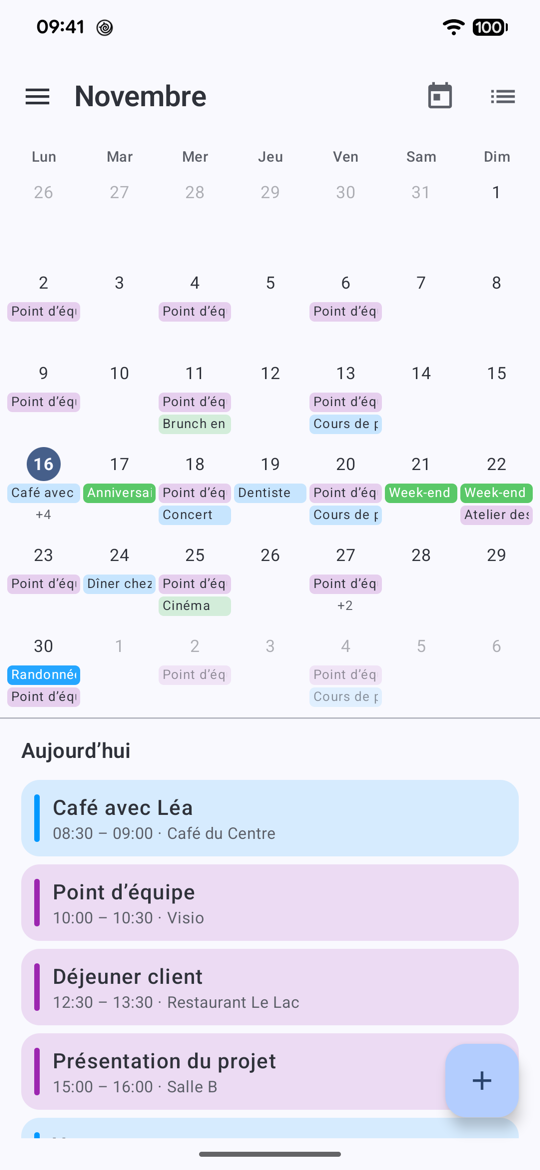 09:41 100
Novembre
Lun Mar Mer Jeu Ven Sam Dim
26 27 28 29 30 31 1
2 3 4 5 6 7 8
Point d’équ Point d’éq Point d’éq
9 10 11 12 13 14 15
Point d’équ Point d’éq Point d’éq
Brunch en Cours de p
16 17 18 19 20 21 22
Café avec Anniversai Point d’éq Dentiste Point d’éq Week-end Week-end
+4 Concert Cours de p Atelier des
23 24 25 26 27 28 29
Point d’équ Dîner chez Point d’éq Point d’éq
Cinéma +2
30 1 2 3 4 5 6
Randonnée Point d’éq Point d’éq
Point d’équ Cours de p
Aujourd’hui
Café avec Léa
08:30 – 09:00 · Café du Centre
Point d’équipe
10:00 – 10:30 · Visio
Déjeuner client
12:30 – 13:30 · Restaurant Le Lac
Présentation du projet
15:00 – 16:00 · Salle B
+